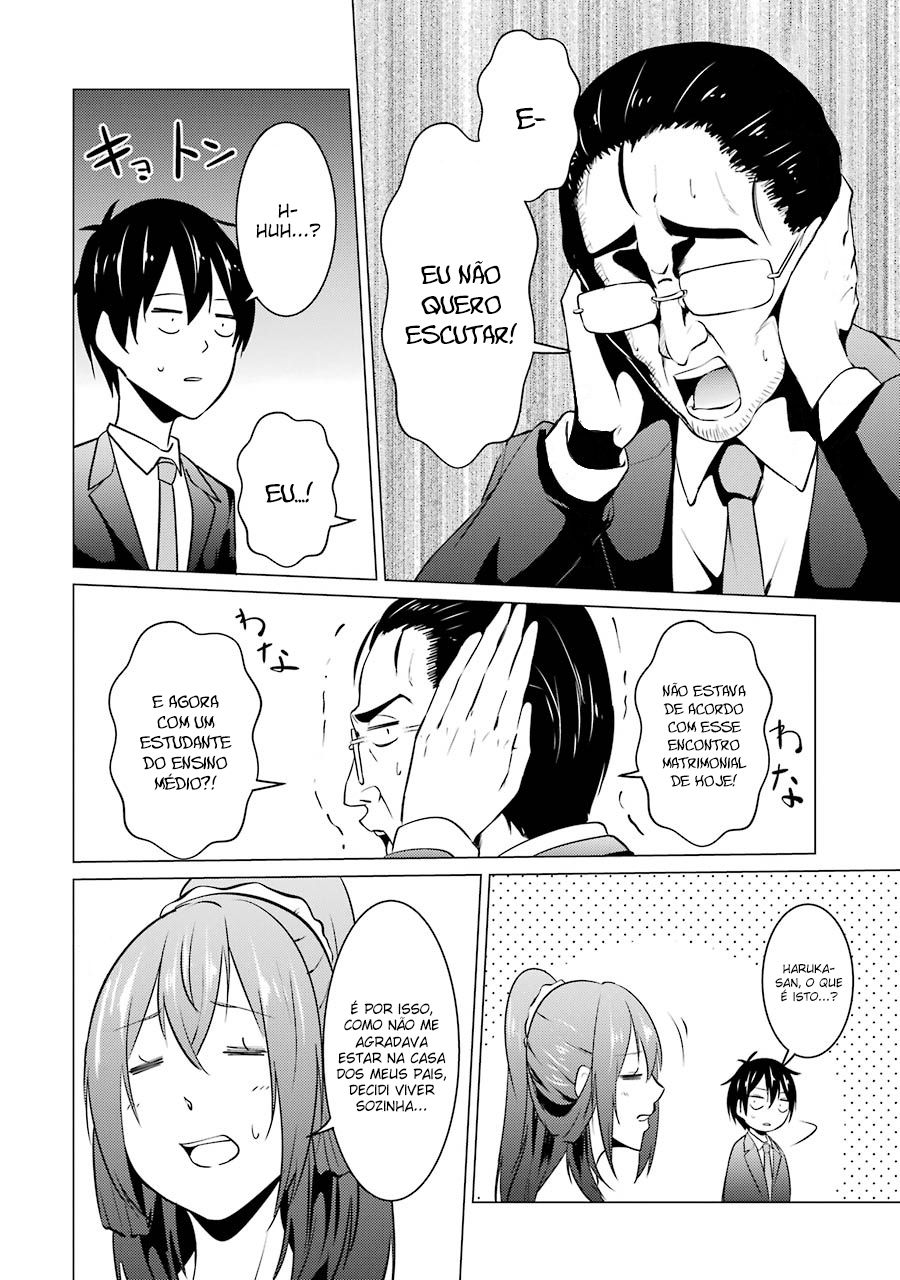 E-
EU NÃO
QUERO
ESCUTAR!
キョトン
H-
HUH...?
EU...!
NÃO ESTAVA
DE ACORDO
COM ESSE
ENCONTRO
MATRIMONIAL
DE HOJE!
わな
わな
E AGORA
COM UM
ESTUDANTE
DO ENSINO
MÉDIO?!
HARUKA-
SAN, O QUE
É ISTO...?
É POR ISSO,
COMO NÃO ME
AGRADAVA
ESTAR NA CASA
DOS MEUS PAIS,
DECIDI VIVER
SOZINHA...